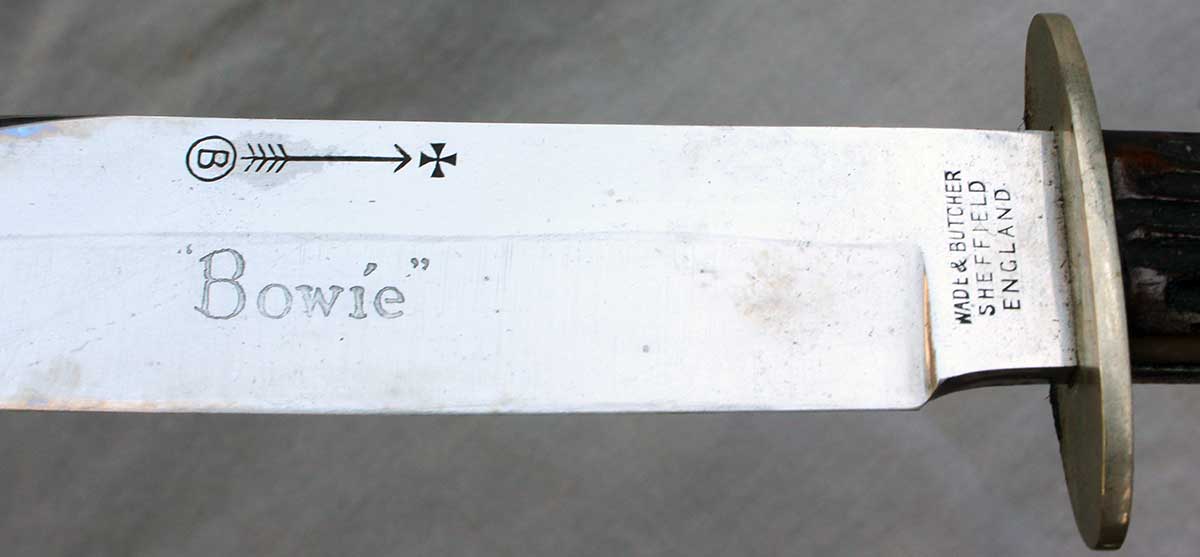 B
"Bowie"
WADE & BUTCHER
SHEFFIELD
ENGLAND